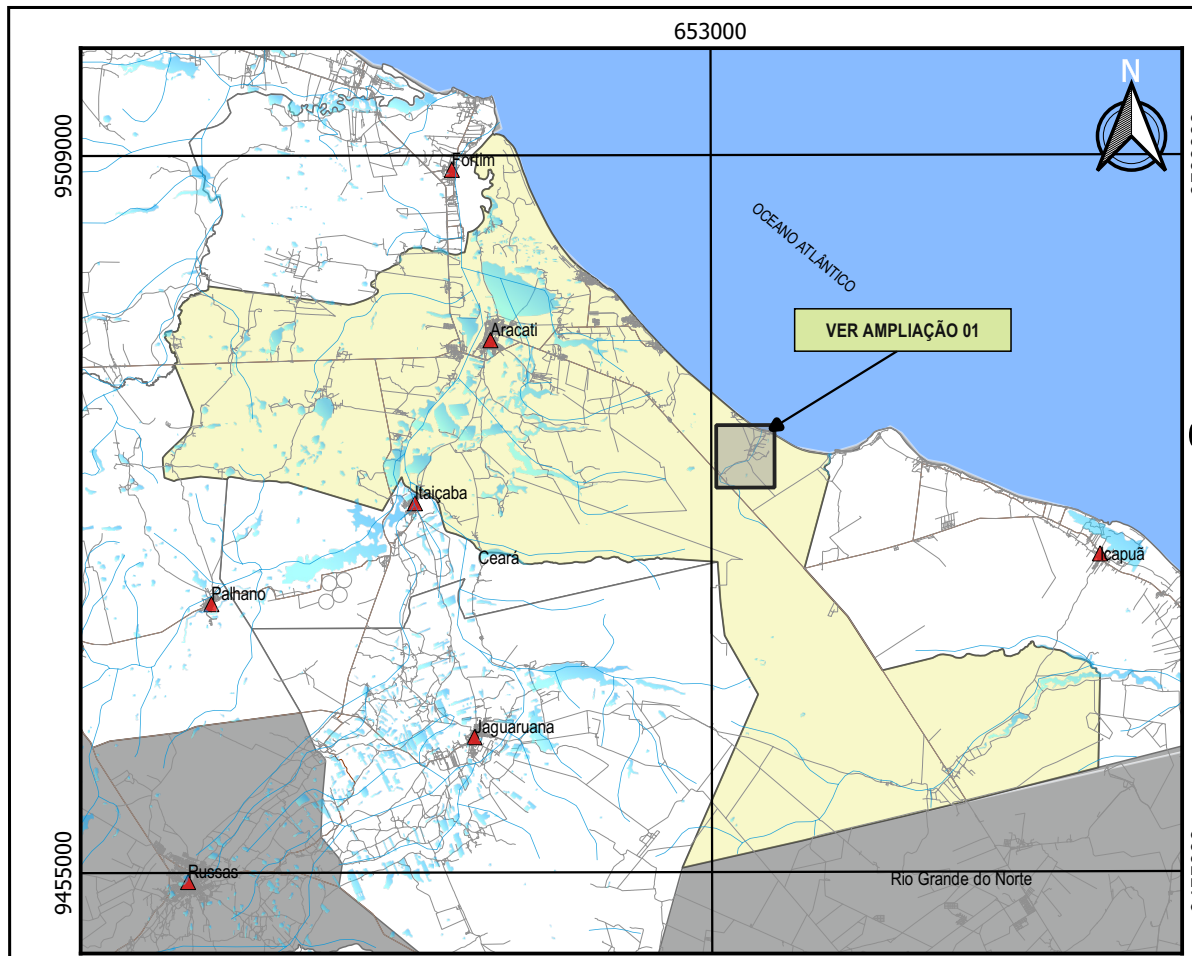 653000
N
9509000
Fortim
OCEANO ATLÂNTICO
VER AMPLIAÇÃO 01
Aracati
Itaiçaba
Ceará
Icapuã
Palhano
Jaguaruana
Russas
Rio Grande do Norte
9455000